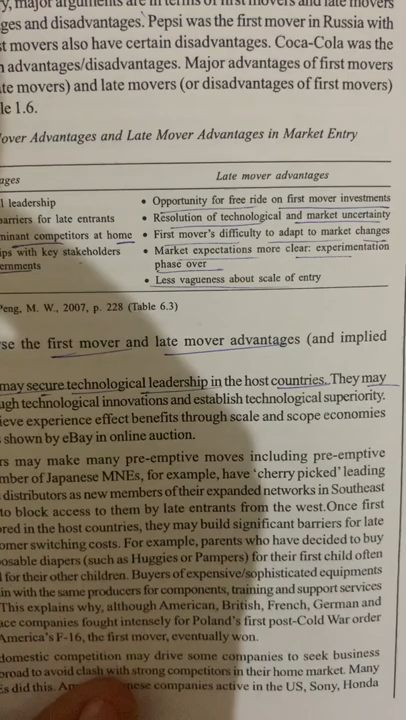 y, major arguments are in terms of first movers and late movers
ges and disadvantages. Pepsi was the first mover in Russia with
st movers also have certain disadvantages. Coca-Cola was the
n advantages/disadvantages. Major advantages of first movers
te movers) and late movers (or disadvantages of first movers)
le 1.6.
over Advantages and Late Mover Advantages in Market Entry
ages
Late mover advantages
l leadership
• Opportunity for free ride on first mover investments
barriers for late entrants
• Resolution of technological and market uncertainty
minant competitors at home
• First mover's difficulty to adapt to market changes
ips with key stakeholders
• Market expectations more clear: experimentation
ernments
phase over
• Less vagueness about scale of entry
Peng, M. W., 2007, p. 228 (Table 6.3)
se the first mover and late mover advantages (and implied
may secure technological leadership in the host countries. They may
ugh technological innovations and establish technological superiority.
ieve experience effect benefits through scale and scope economies
shown by eBay in online auction.
rs may make many pre-emptive moves including pre-emptive
mber of Japanese MNEs, for example, have 'cherry picked' leading
distributors as new members of their expanded networks in Southeast
to block access to them by late entrants from the west.Once first
red in the host countries, they may build significant barriers for late
omer switching costs. For example, parents who have decided to buy
posable diapers (such as Huggies or Pampers) for their first child often
l for their other children. Buyers of expensive/sophisticated equipments
in with the same producers for components, training and support services
This explains why, although American, British, French, German and
ace companies fought intensely for Poland's first post-Cold War order
America's F-16, the first mover, eventually won.
domestic competition may drive some companies to seek business
broad to avoid clash with strong competitors in their home market. Many
Es did this. nese companies active in the US, Sony, Honda